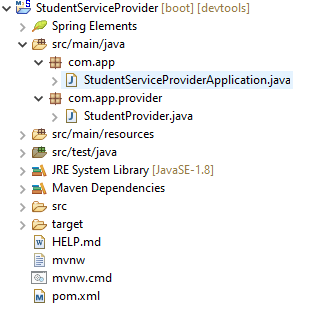 StudentServiceProvider [boot] [devtools]
Spring Elements
src/main/java
com.app
StudentServiceProviderApplication.java
com.app.provider
StudentProvider.java
src/main/resources
src/test/java
JRE System Library [JavaSE-1.8]
Maven Dependencies
src
target
HELP.md
mvnw
mvnw.cmd
pom.xml